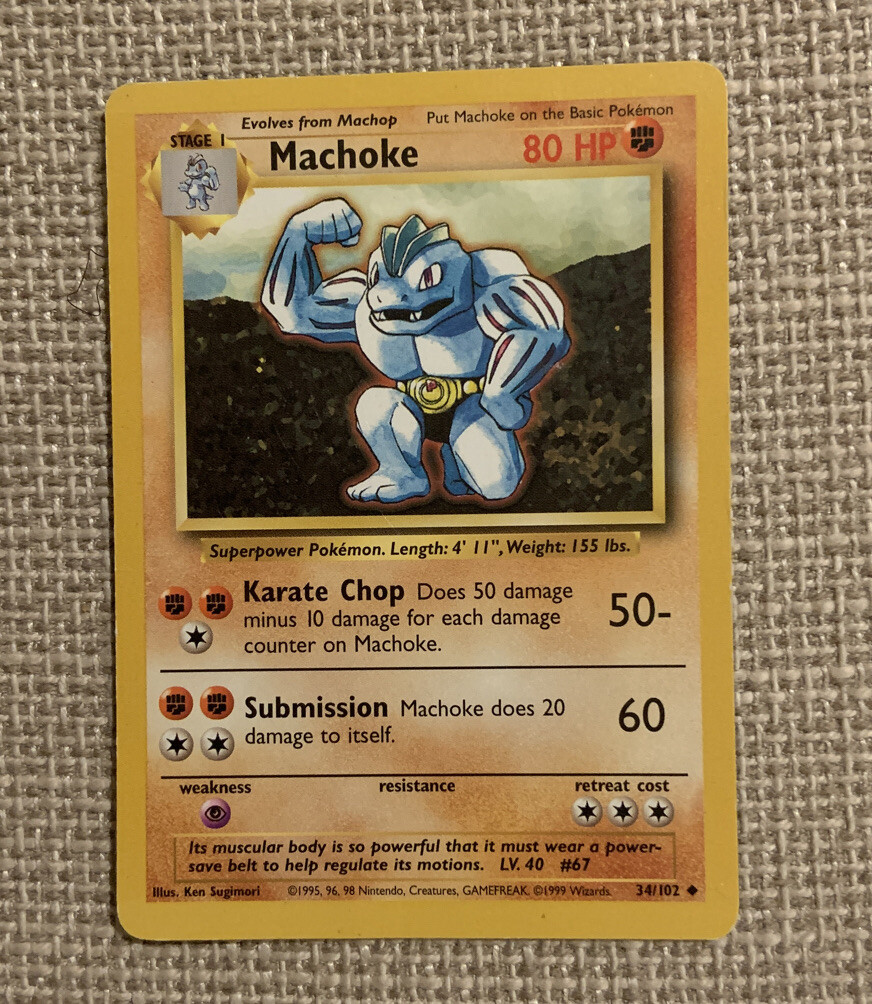 Evolves from Machop
Put Machoke on the Basic Pokémon
STAGE 1
Machoke
80 HP
Superpower Pokémon. Length: 4' 11", Weight: 155 lbs.
Karate Chop Does 50 damage
minus 10 damage for each damage
counter on Machoke.
50-
Submission Machoke does 20
damage to itself.
60
weakness
resistance
retreat cost
Its muscular body is so powerful that it must wear a power-
save belt to help regulate its motions. LV. 40 #67
Illus. Ken Sugimori
©1995, 96, 98 Nintendo, Creatures, GAMEFREAK. ©1999 Wizards.
34/102